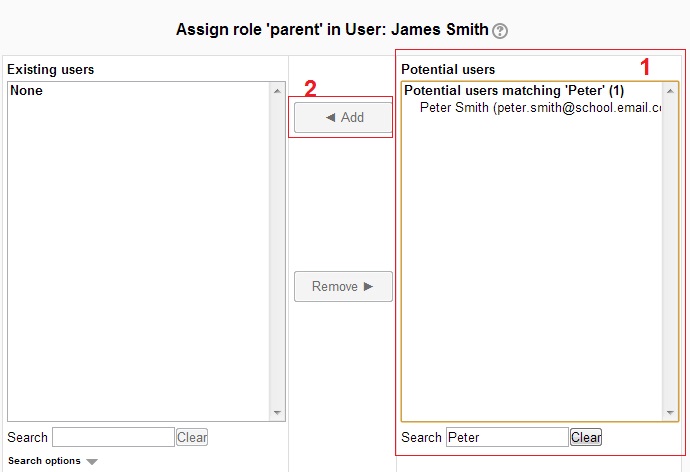 Assign role 'parent' in User: James Smith
Existing users
None
2
◄ Add
Remove ►
Search
Clear
Search options
1
Potential users
Potential users matching 'Peter' (1)
Peter Smith (peter.smith@school.email.co
Search Peter Clear